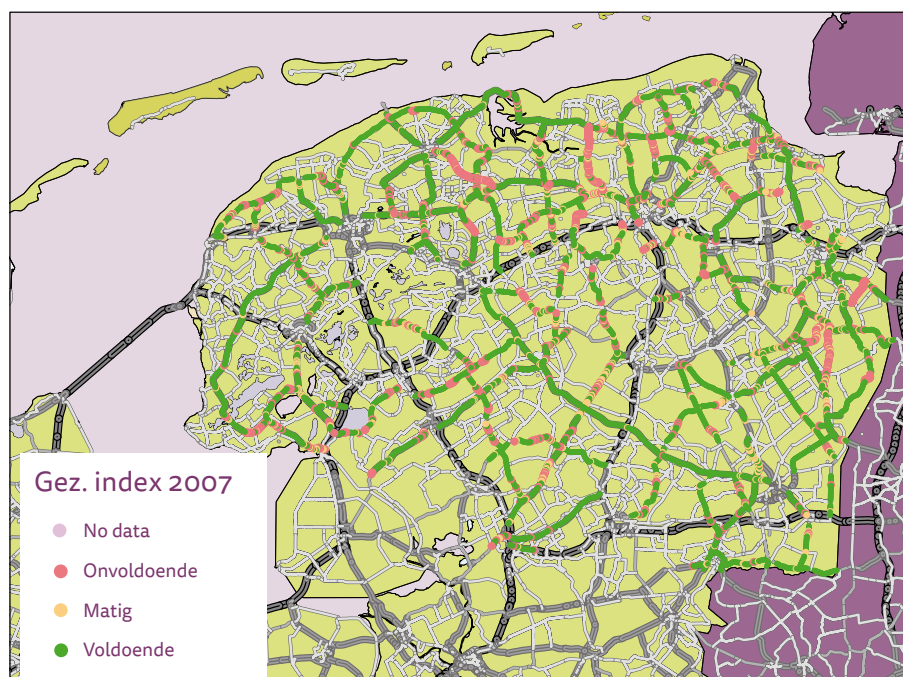 Gez. index 2007
No data
Onvoldoende
Matig
Voldoende